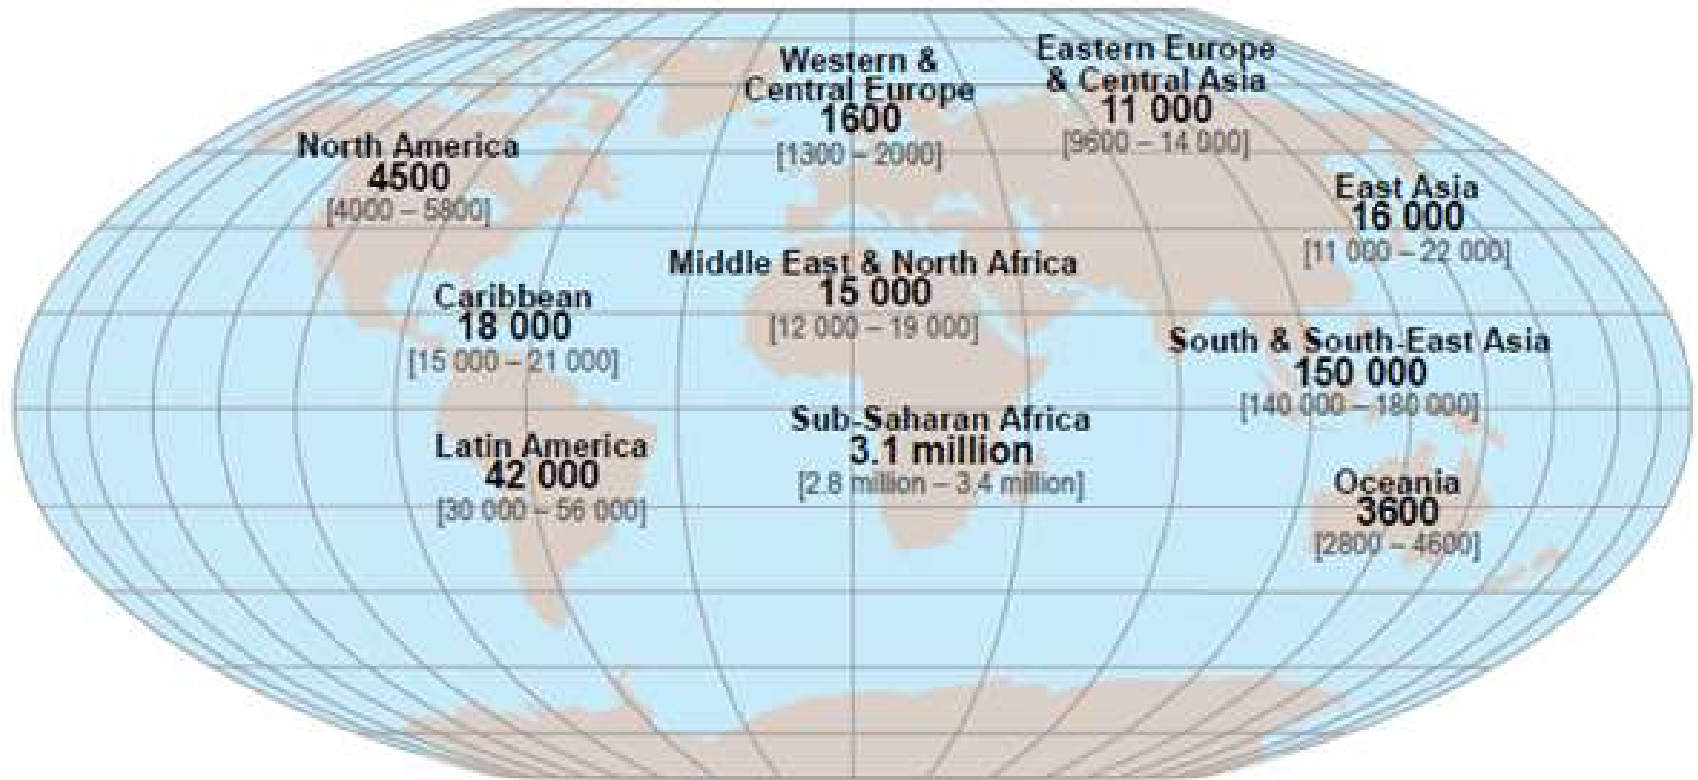 Western &
Central Europe
1600
[1300 – 2000]
Eastern Europe
& Central Asia
11 000
[9600 – 14 000]
North America
4500
[4000 – 5800]
East Asia
16 000
[11 000 – 22 000]
Middle East & North Africa
15 000
[12 000 – 19 000]
Caribbean
18 000
[15 000 – 21 000]
South & South-East Asia
150 000
[140 000 – 180 000]
Sub-Saharan Africa
3.1 million
[2.8 million – 3.4 million]
Latin America
42 000
[30 000 – 56 000]
Oceania
3600
[2800 – 4600]